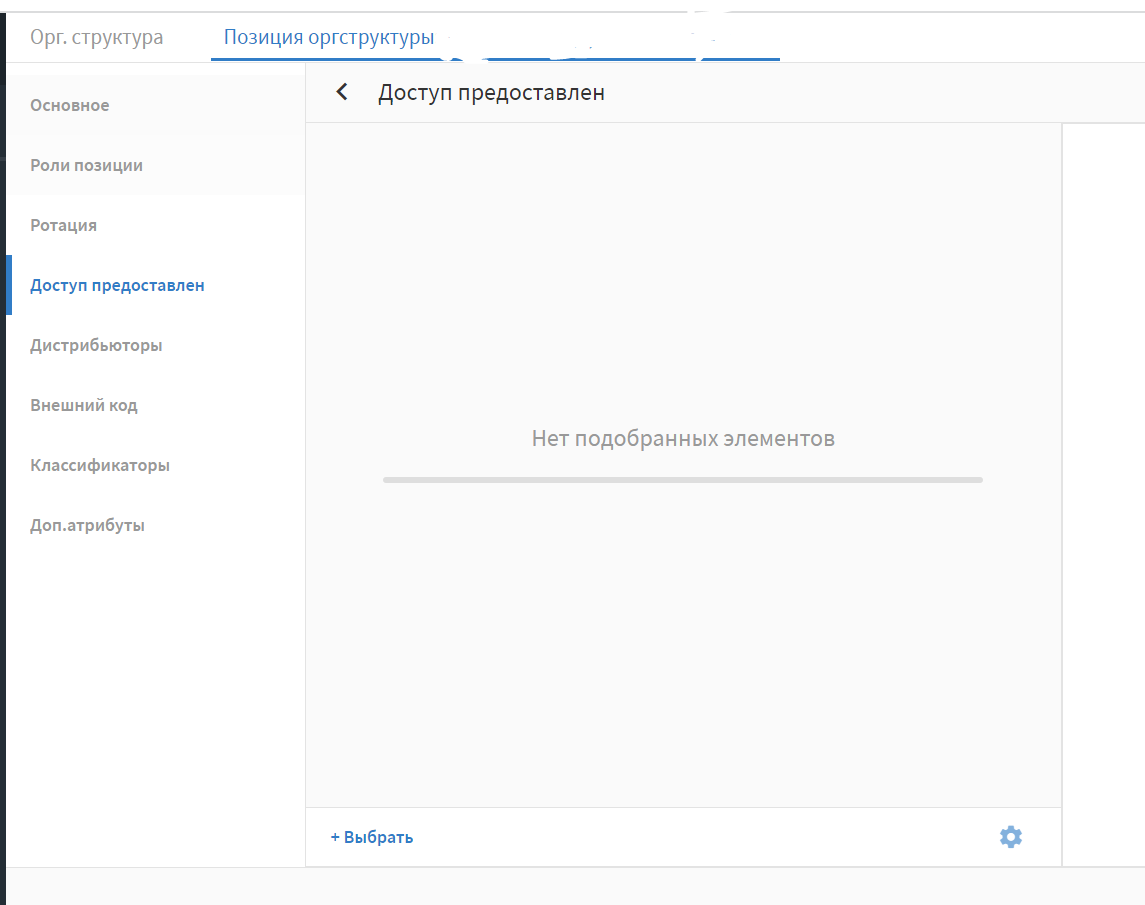 Орг. структура
Позиция оргструктуры
Основное
Роли позиции
Ротация
Доступ предоставлен
Дистрибьюторы
Внешний код
Классификаторы
Доп.атрибуты
Доступ предоставлен
Нет подобранных элементов
+ Выбрать